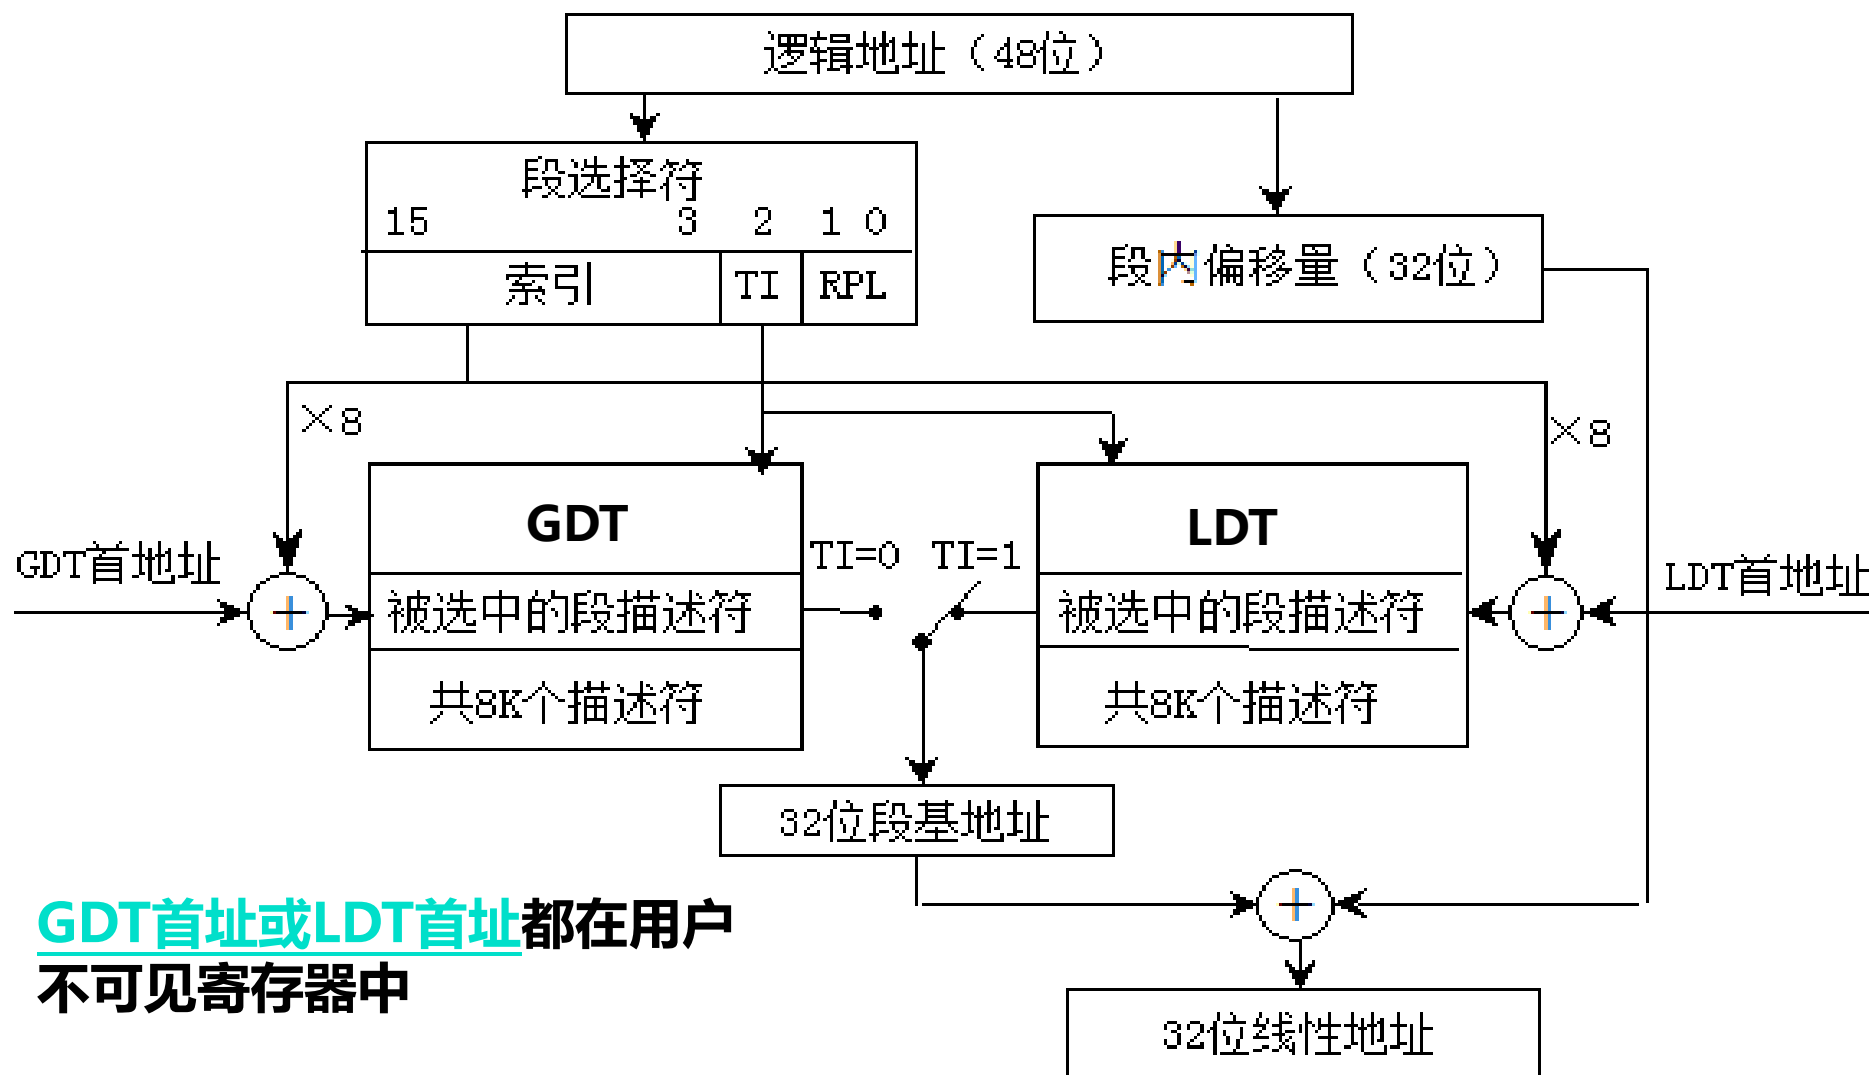 逻辑地址（48位）
段选择符
15 3 2 1 0
索引 TI RPL
段内偏移量（32位）
×8
×8
GDT
LDT
GDT首地址
TI=0 TI=1
LDT首地址
+
被选中的段描述符
被选中的段描述符
+
共8K个描述符
共8K个描述符
32位段基地址
+
GDT首址或LDT首址都在用户
不可见寄存器中
32位线性地址